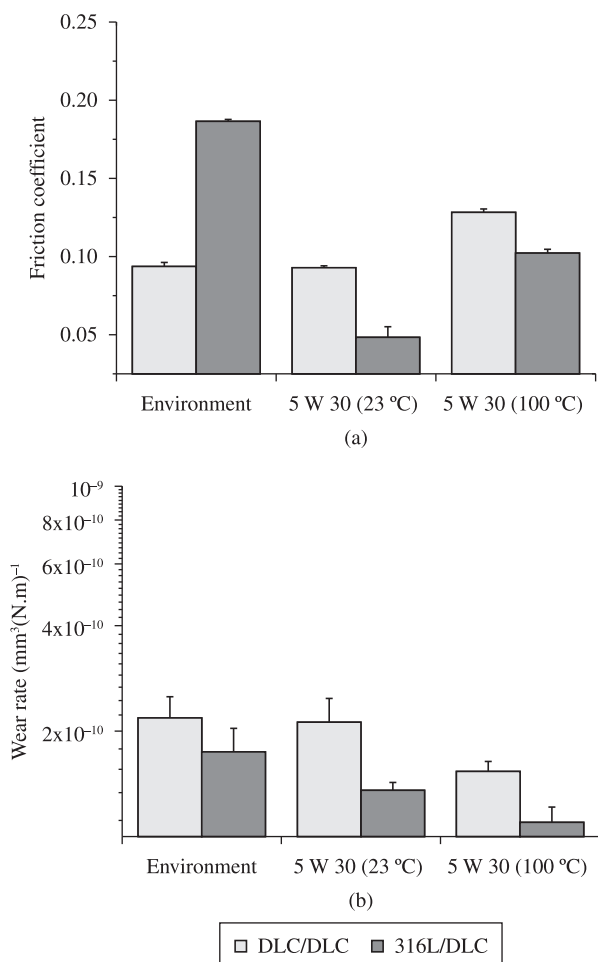 0.25
0.20
0.15
0.10
0.05
Friction coefficient
Environment 5 W 30 (23 ºC) 5 W 30 (100 ºC)
(a)
10⁻⁹
8x10⁻¹⁰
6x10⁻¹⁰
4x10⁻¹⁰
2x10⁻¹⁰
Wear rate (mm³(N.m)⁻¹
Environment 5 W 30 (23 ºC) 5 W 30 (100 ºC)
(b)
DLC/DLC 316L/DLC